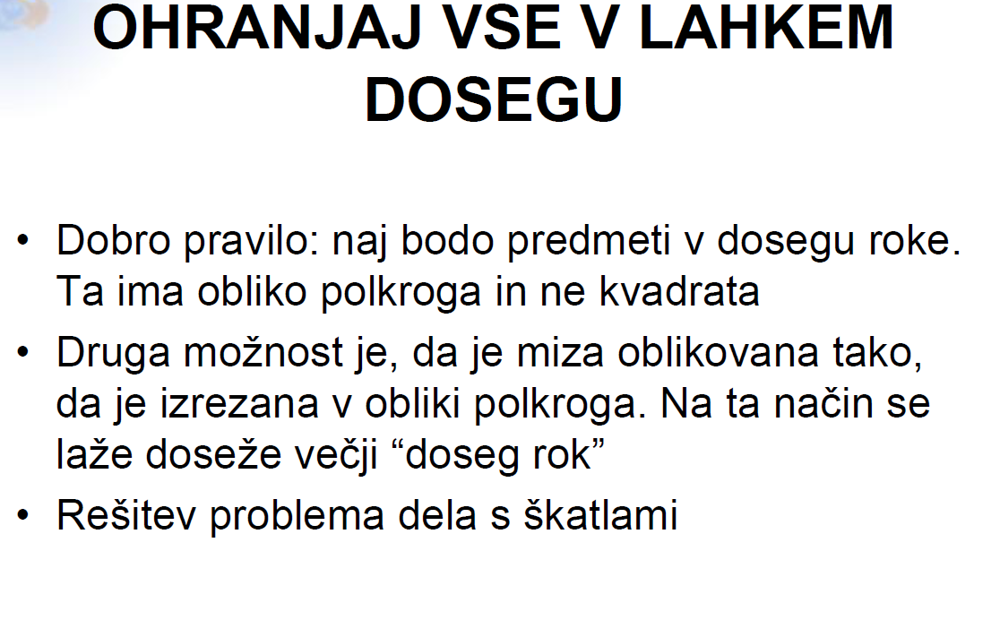 OHRANJAJ VSE V LAHKEM
DOSEGU
• Dobro pravilo: naj bodo predmeti v dosegu roke.
Ta ima obliko polkroga in ne kvadrata
• Druga možnost je, da je miza oblikovana tako,
da je izrezana v obliki polkroga. Na ta način se
laže doseže večji “doseg rok”
• Rešitev problema dela s škatlami